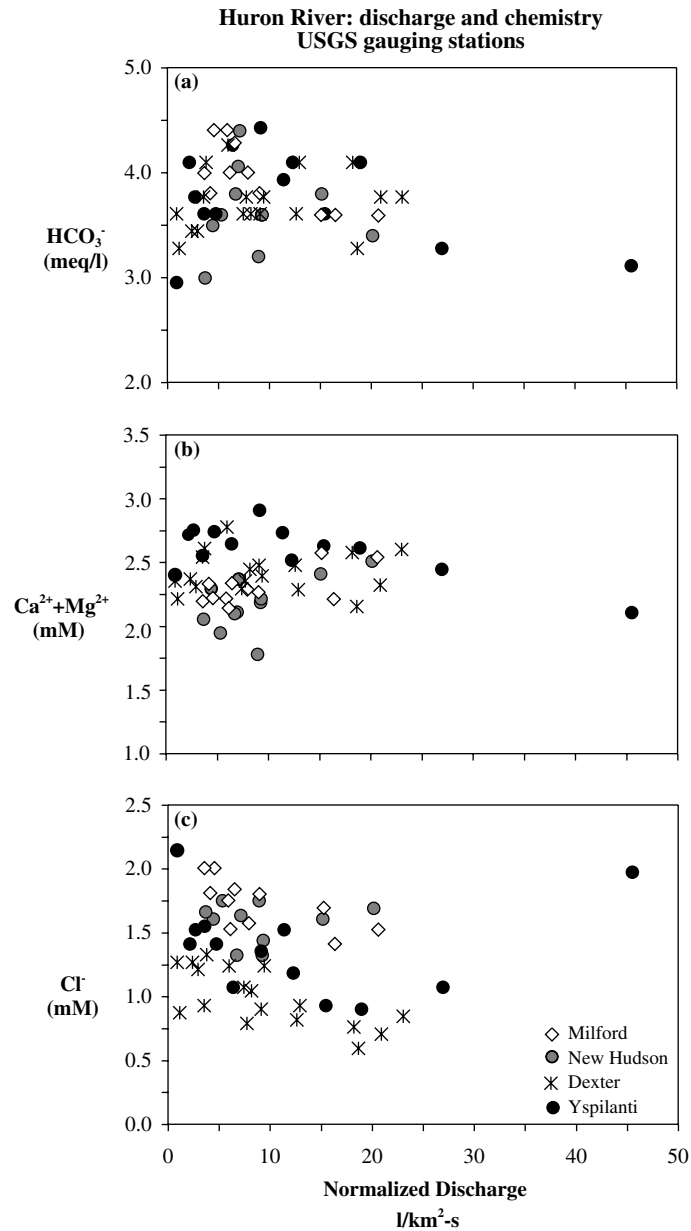 Huron River: discharge and chemistry
USGS gauging stations
(a)
5.0
4.0
3.0
2.0
HCO₃⁻
(meq/l)
(b)
3.5
3.0
2.5
2.0
1.5
1.0
Ca²⁺+Mg²⁺
(mM)
(c)
2.5
2.0
1.5
1.0
0.5
0.0
Cl⁻
(mM)
Milford
New Hudson
Dexter
Yspilanti
0 10 20 30 40 50
Normalized Discharge
l/km²-s